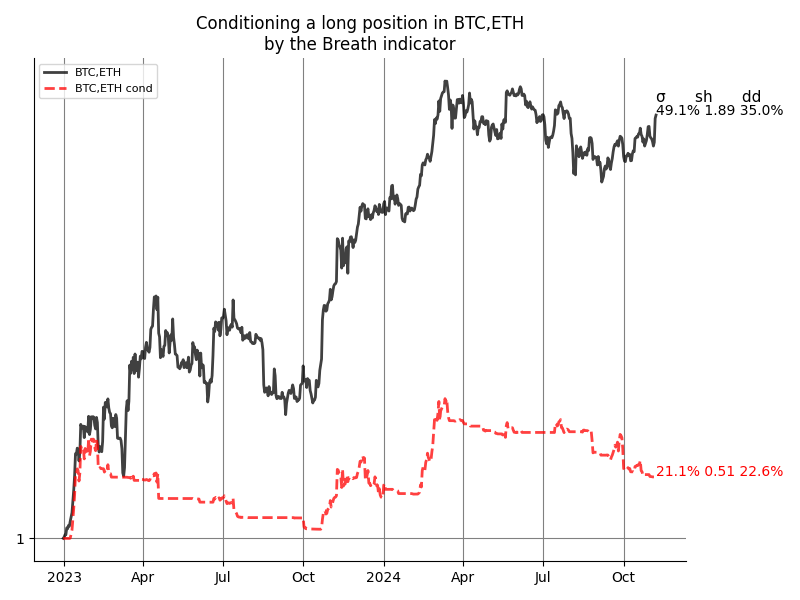 Conditioning a long position in BTC,ETH
by the Breath indicator
BTC,ETH
BTC,ETH cond
σ sh dd
49.1% 1.89 35.0%
21.1% 0.51 22.6%
1
2023 Apr Jul Oct 2024 Apr Jul Oct